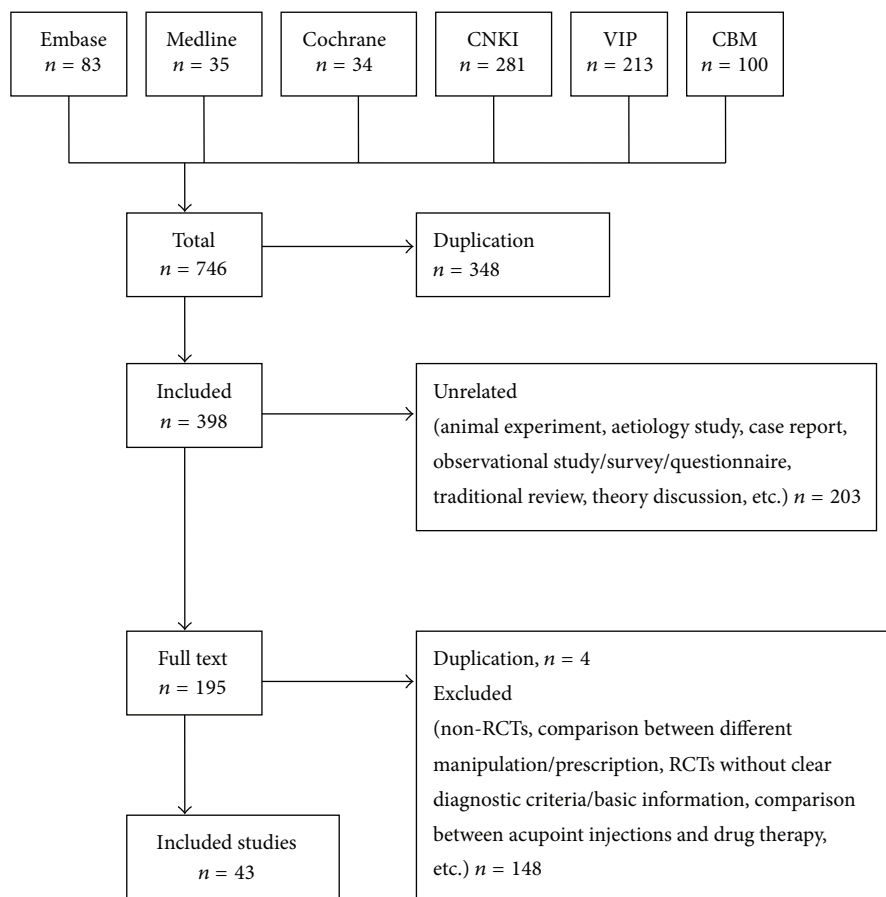 Embase
n = 83
Medline
n = 35
Cochrane
n = 34
CNKI
n = 281
VIP
n = 213
CBM
n = 100
Total
n = 746
Duplication
n = 348
Included
n = 398
Unrelated
(animal experiment, aetiology study, case report,
observational study/survey/questionnaire,
traditional review, theory discussion, etc.) n = 203
Full text
n = 195
Duplication, n = 4
Excluded
(non-RCTs, comparison between different
manipulation/prescription, RCTs without clear
diagnostic criteria/basic information, comparison
between acupoint injections and drug therapy,
etc.) n = 148
Included studies
n = 43